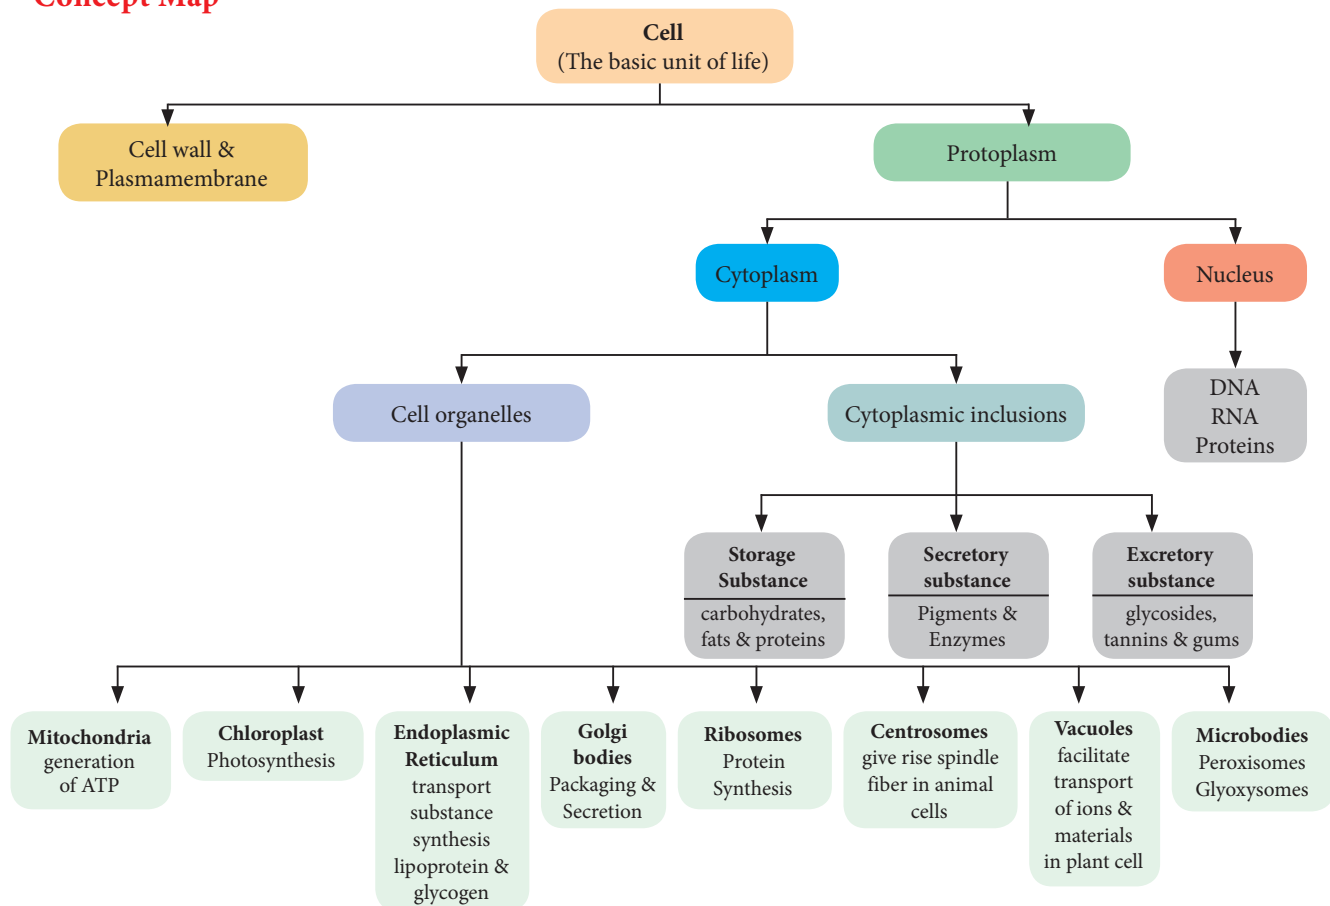 Concept Map
Cell
(The basic unit of life)
Cell wall &
Plasmamembrane
Protoplasm
Cytoplasm
Nucleus
Cell organelles
Cytoplasmic inclusions
DNA
RNA
Proteins
Storage
Substance
carbohydrates,
fats & proteins
Secretory
substance
Pigments &
Enzymes
Excretory
substance
glycosides,
tannins & gums
Mitochondria
generation
of ATP
Chloroplast
Photosynthesis
Endoplasmic
Reticulum
transport
substance
synthesis
lipoprotein &
glycogen
Golgi
bodies
Packaging &
Secretion
Ribosomes
Protein
Synthesis
Centrosomes
give rise spindle
fiber in animal
cells
Vacuoles
facilitate
transport
of ions &
materials
in plant cell
Microbodies
Peroxisomes
Glyoxysomes